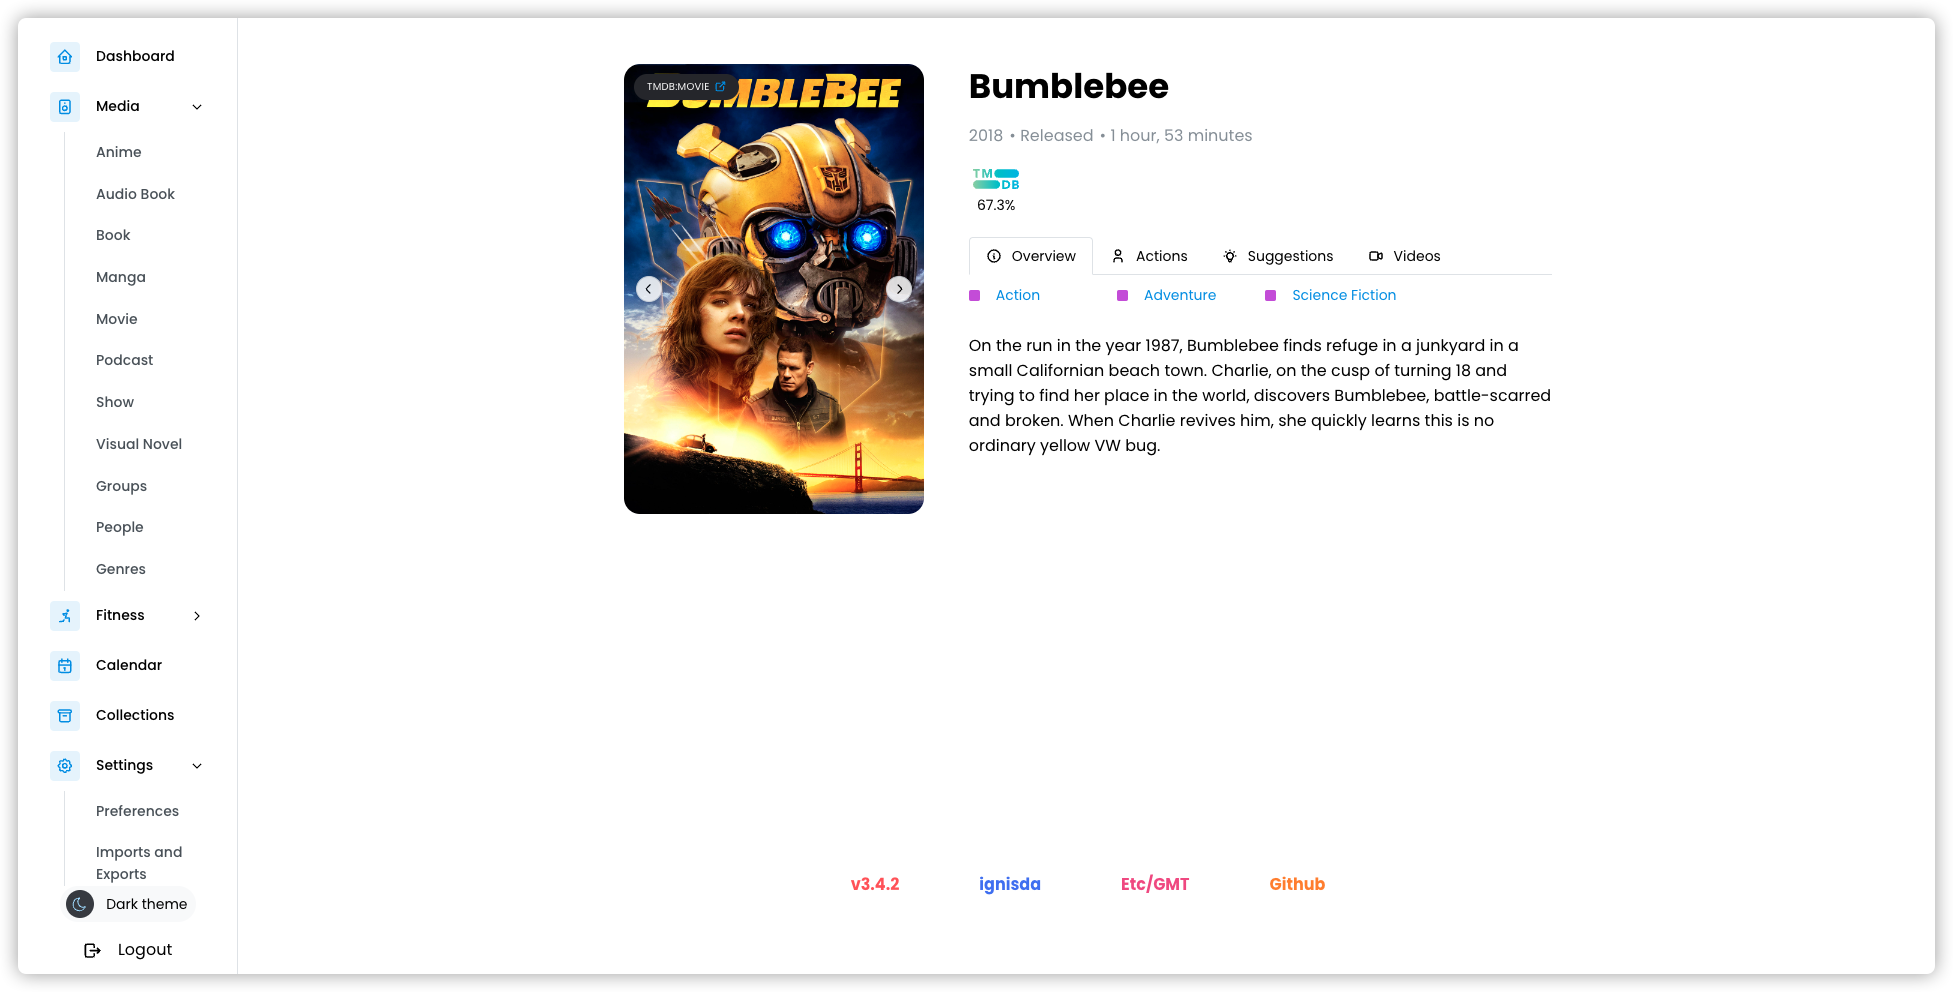 Dashboard
Media
Anime
Audio Book
Book
Manga
Movie
Podcast
Show
Visual Novel
Groups
People
Genres
Fitness
Calendar
Collections
Settings
Preferences
Imports and
Exports
Dark theme
Logout
TMDB:MOVIE
BUMBLEBEE
Bumblebee
2018 • Released • 1 hour, 53 minutes
TM
DB
67.3%
Overview
Actions
Suggestions
Videos
Action
Adventure
Science Fiction
On the run in the year 1987, Bumblebee finds refuge in a junkyard in a
small Californian beach town. Charlie, on the cusp of turning 18 and
trying to find her place in the world, discovers Bumblebee, battle-scarred
and broken. When Charlie revives him, she quickly learns this is no
ordinary yellow VW bug.
v3.4.2
ignisda
Etc/GMT
Github